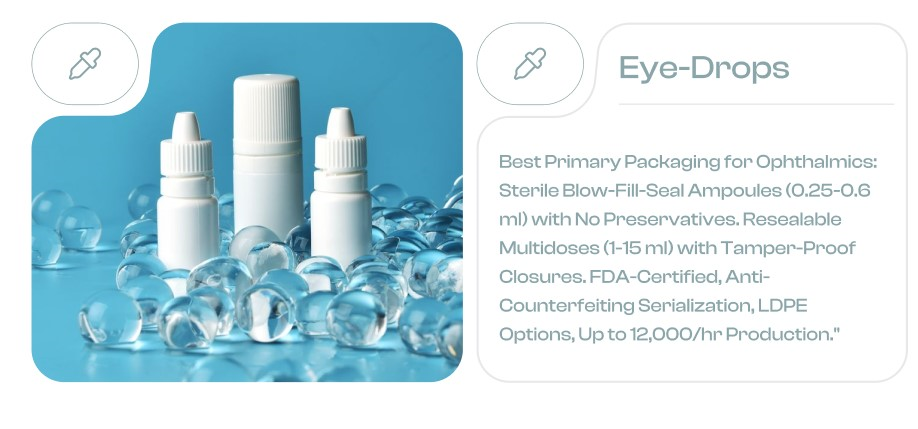 Eye-Drops
Best Primary Packaging for Ophthalmics:
Sterile Blow-Fill-Seal Ampoules (0.25-0.6
ml) with No Preservatives. Resealable
Multidoses (1-15 ml) with Tamper-Proof
Closures. FDA-Certified, Anti-
Counterfeiting Serialization, LDPE
Options, Up to 12,000/hr Production."